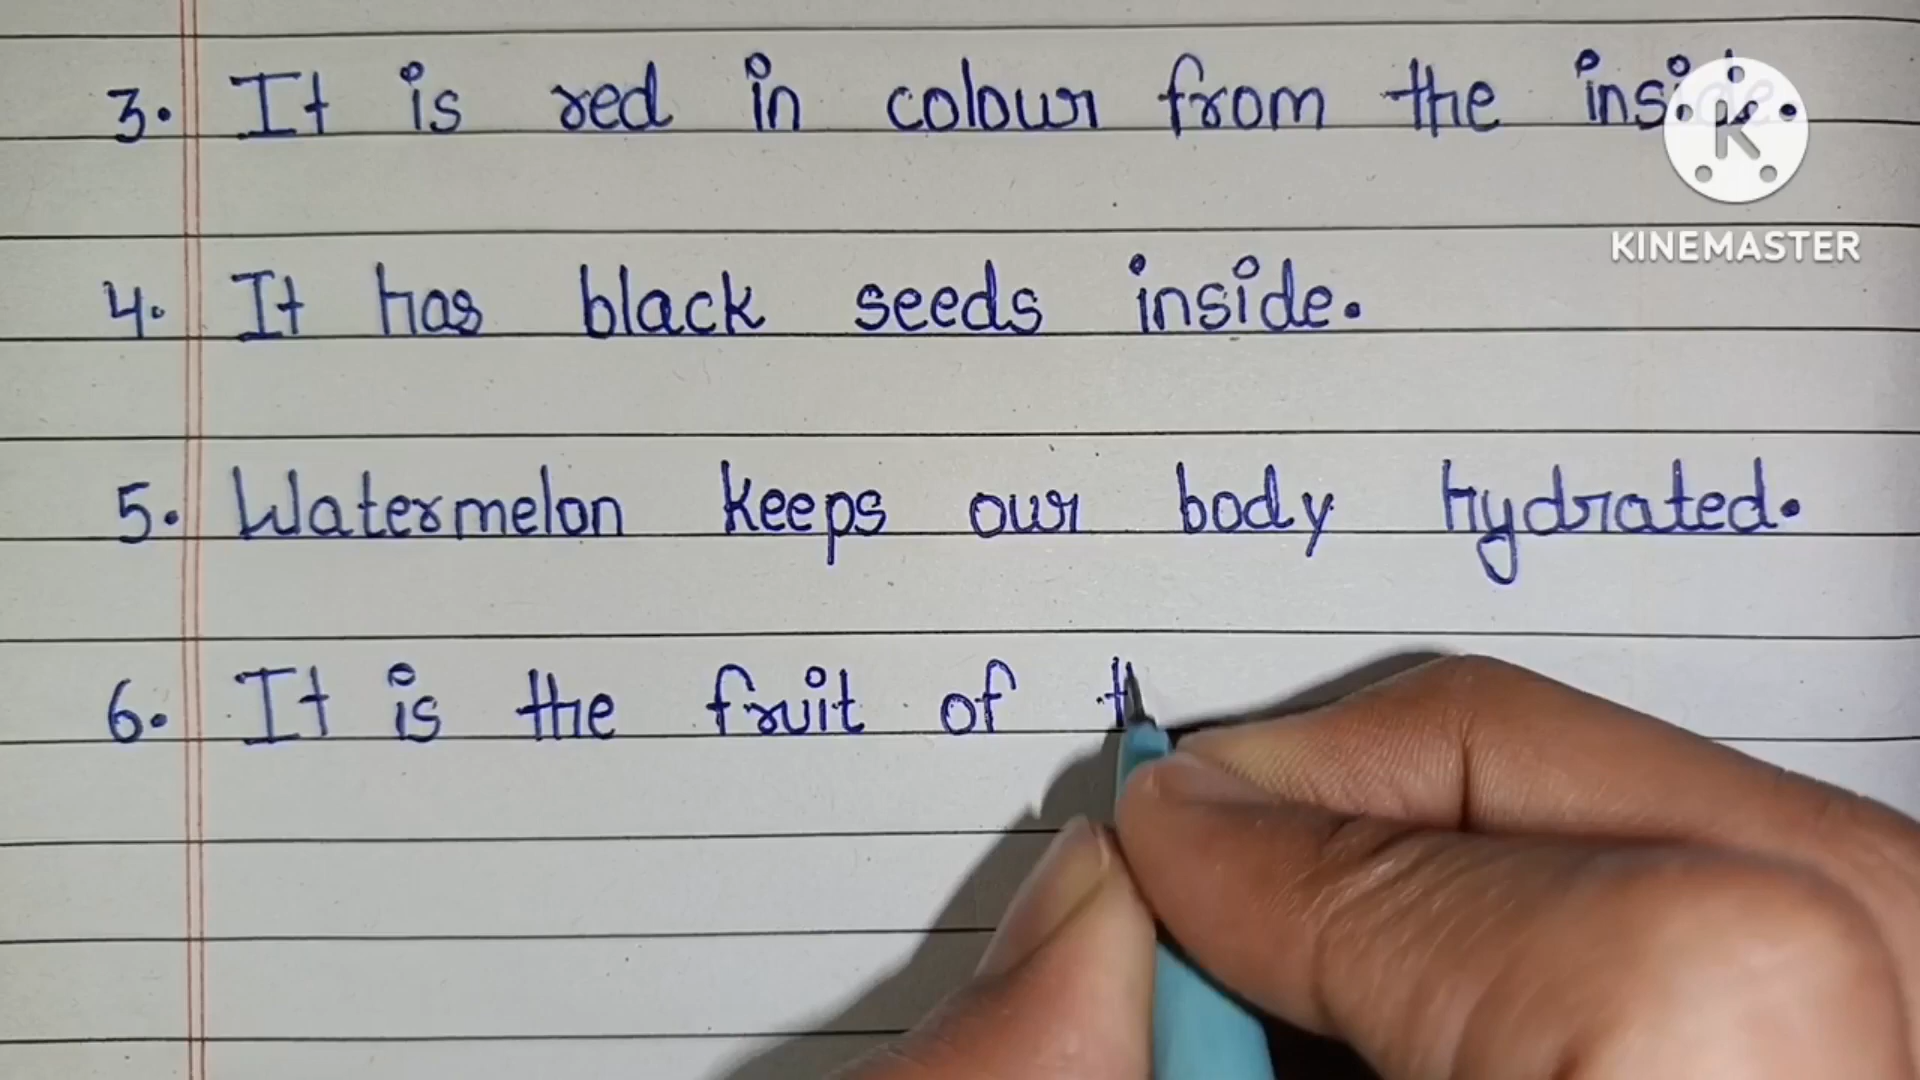 3. It is red in colour from the inside.
KINEMASTER
4. It has black seeds inside.
5. Watermelon keeps our body hydrated.
6. It is the fruit of